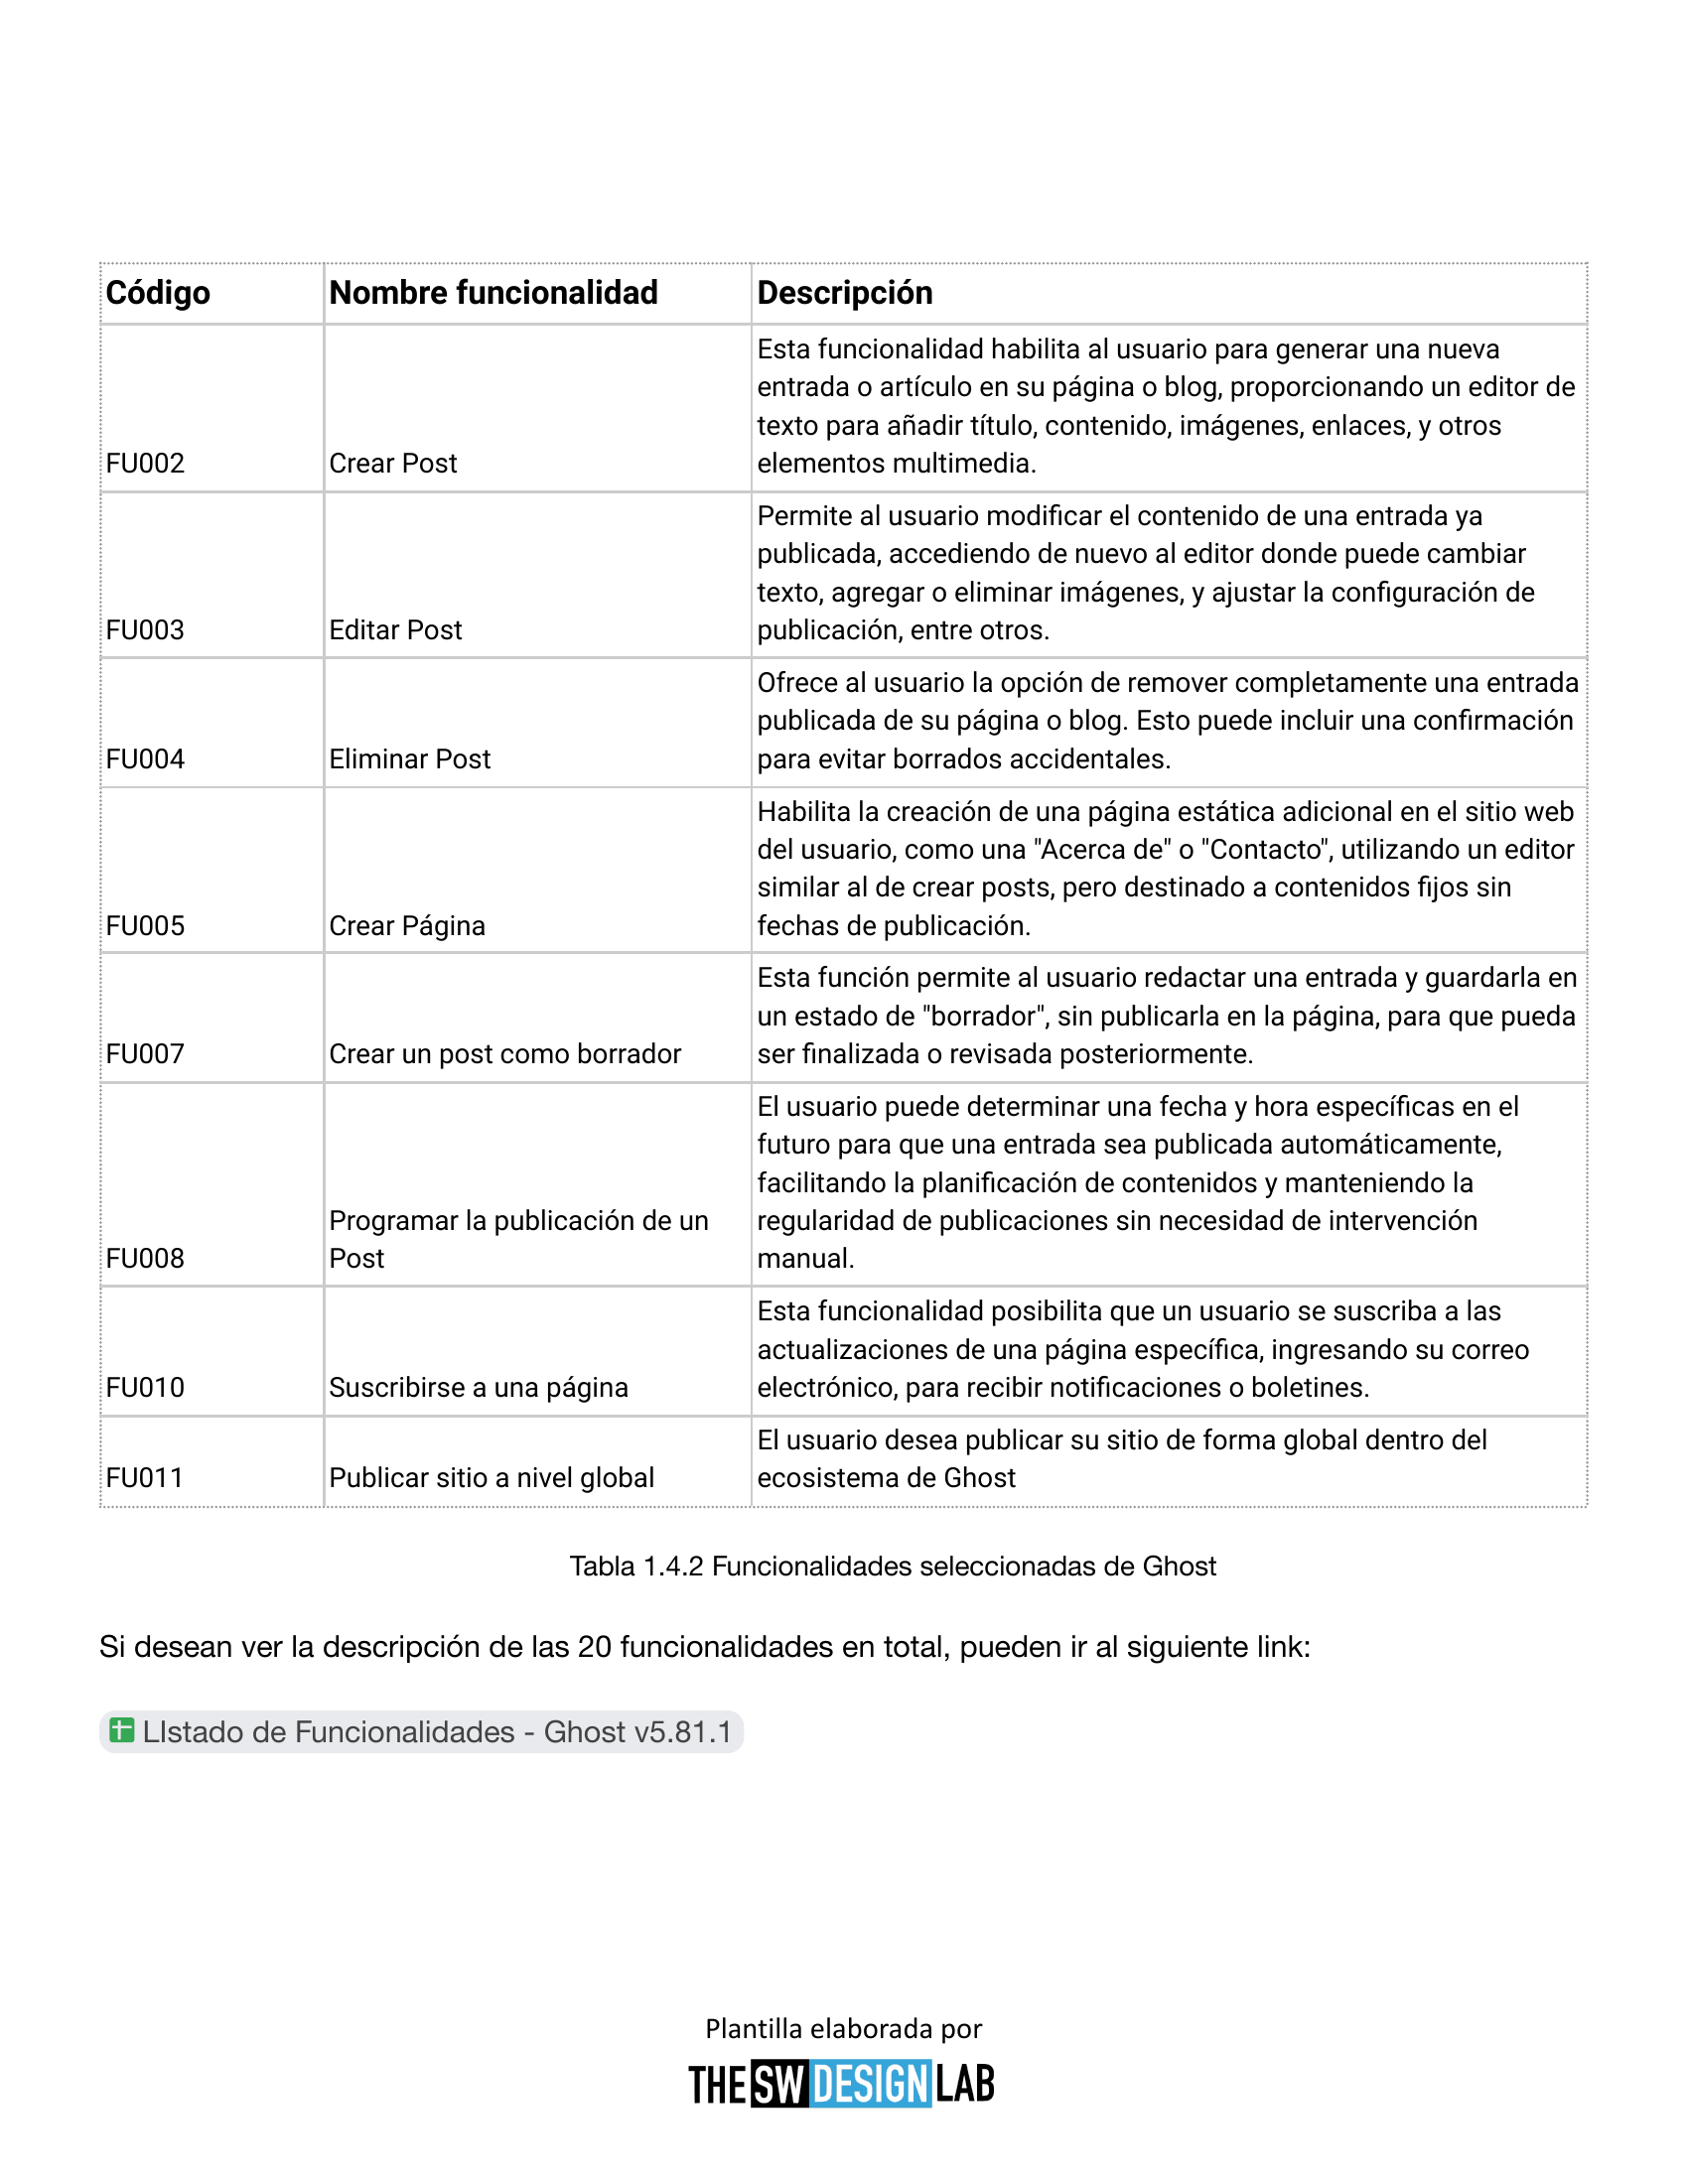 Código Nombre funcionalidad Descripción
Esta funcionalidad habilita al usuario para generar una nueva
entrada o artículo en su página o blog, proporcionando un editor de
texto para añadir título, contenido, imágenes, enlaces, y otros
FU002 Crear Post elementos multimedia.
Permite al usuario modificar el contenido de una entrada ya
publicada, accediendo de nuevo al editor donde puede cambiar
texto, agregar o eliminar imágenes, y ajustar la configuración de
FU003 Editar Post publicación, entre otros.
Ofrece al usuario la opción de remover completamente una entrada
publicada de su página o blog. Esto puede incluir una confirmación
FU004 Eliminar Post para evitar borrados accidentales.
Habilita la creación de una página estática adicional en el sitio web
del usuario, como una "Acerca de" o "Contacto", utilizando un editor
similar al de crear posts, pero destinado a contenidos fijos sin
FU005 Crear Página fechas de publicación.
Esta función permite al usuario redactar una entrada y guardarla en
un estado de "borrador", sin publicarla en la página, para que pueda
FU007 Crear un post como borrador ser finalizada o revisada posteriormente.
El usuario puede determinar una fecha y hora específicas en el
futuro para que una entrada sea publicada automáticamente,
facilitando la planificación de contenidos y manteniendo la
Programar la publicación de un regularidad de publicaciones sin necesidad de intervención
FU008 Post manual.
Esta funcionalidad posibilita que un usuario se suscriba a las
actualizaciones de una página específica, ingresando su correo
FU010 Suscribirse a una página electrónico, para recibir notificaciones o boletines.
El usuario desea publicar su sitio de forma global dentro del
FU011 Publicar sitio a nivel global ecosistema de Ghost
Tabla 1.4.2 Funcionalidades seleccionadas de Ghost
Si desean ver la descripción de las 20 funcionalidades en total, pueden ir al siguiente link:
LIstado de Funcionalidades - Ghost v5.81.1
Plantilla elaborada por
THE SW DESIGN LAB